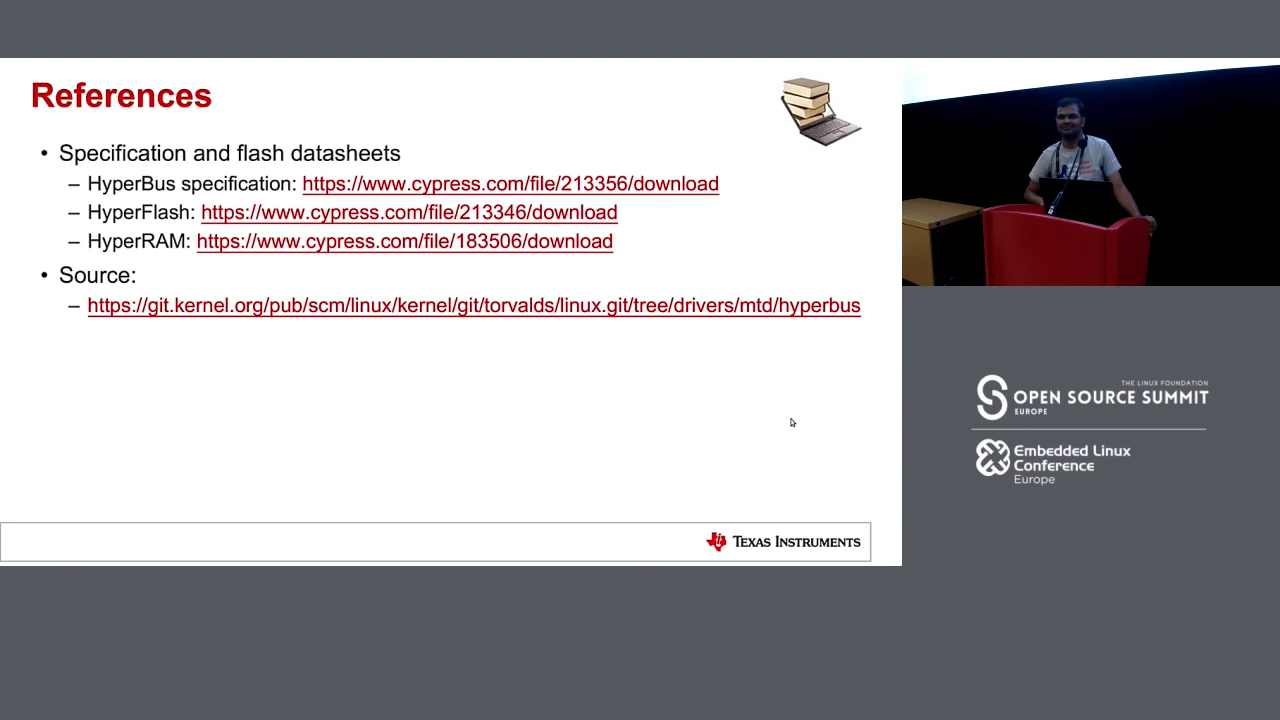 References
• Specification and flash datasheets
– HyperBus specification: https://www.cypress.com/file/213356/download
– HyperFlash: https://www.cypress.com/file/213346/download
– HyperRAM: https://www.cypress.com/file/183506/download
• Source:
– https://git.kernel.org/pub/scm/linux/kernel/git/torvalds/linux.git/tree/drivers/mtd/hyperbus
TEXAS INSTRUMENTS
THE LINUX FOUNDATION
OPEN SOURCE SUMMIT
EUROPE
Embedded Linux
Conference
Europe